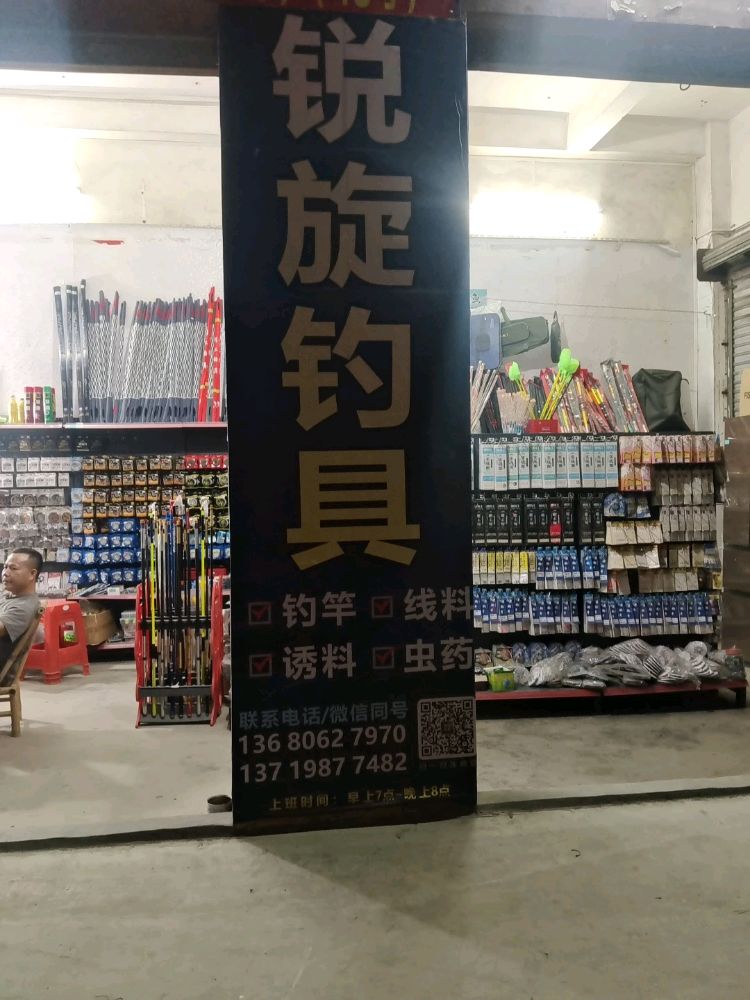 锐旋钓具
钓竿 线料
诱料 虫药
联系电话/微信同号
136 8062 7970
137 1987 7482
上班时间：早上7点-晚上8点